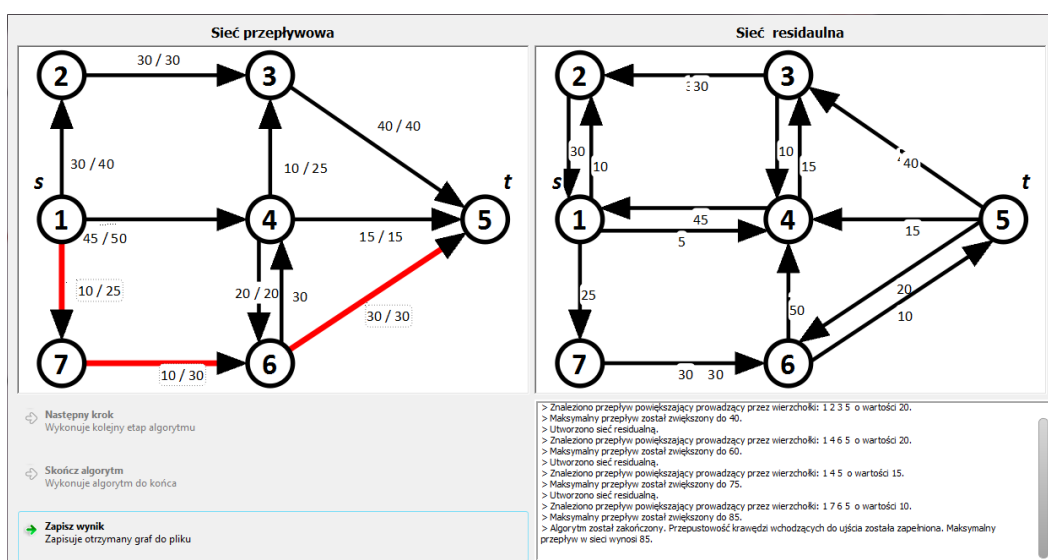 Sieć przepływowa
Sieć residaulna
30 / 30
2
3
40 / 40
30 / 40
10 / 25
s
t
1
4
5
45 / 50
15 / 15
10 / 25
20 / 20
30
30 / 30
7
6
10 / 30
2
3
30
30
10
10
15
40
s
t
1
4
5
45
5
15
25
50
20
10
7
6
30 30
Następny krok
Wykonuje kolejny etap algorytmu
Skończ algorytm
Wykonuje algorytm do końca
Zapisz wynik
Zapisuje otrzymany graf do pliku
> Znaleziono przepływ powiększający prowadzący przez wierzchołki: 1 2 3 5 o wartości 20.
> Maksymalny przepływ został zwiększony do 40.
> Utworzono sieć residualną.
> Znaleziono przepływ powiększający prowadzący przez wierzchołki: 1 4 6 5 o wartości 20.
> Maksymalny przepływ został zwiększony do 60.
> Utworzono sieć residualną.
> Znaleziono przepływ powiększający prowadzący przez wierzchołki: 1 4 5 o wartości 15.
> Maksymalny przepływ został zwiększony do 75.
> Utworzono sieć residualną.
> Znaleziono przepływ powiększający prowadzący przez wierzchołki: 1 7 6 5 o wartości 10.
> Maksymalny przepływ został zwiększony do 85.
> Algorytm został zakończony. Przepustowość krawędzi wchodzących do ujścia została zapełniona. Maksymalny
przepływ w sieci wynosi 85.